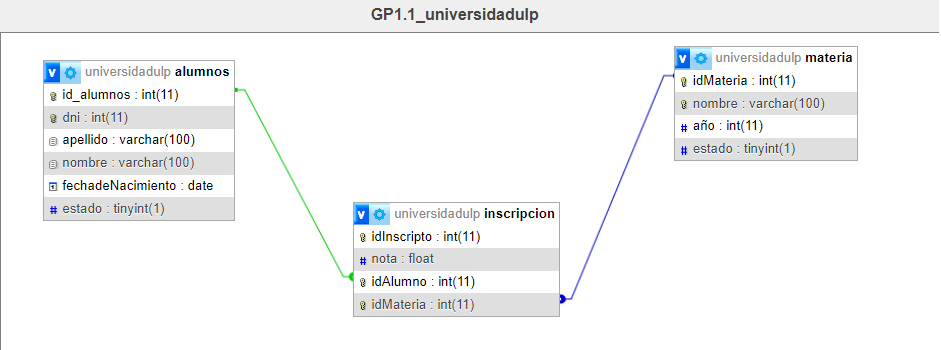 GP1.1_universidadulp
universidadulp alumnos
id_alumnos : int(11)
dni : int(11)
apellido : varchar(100)
nombre : varchar(100)
fechadeNacimiento : date
# estado : tinyint(1)
universidadulp inscripcion
idInscripto : int(11)
# nota : float
idAlumno : int(11)
idMateria : int(11)
universidadulp materia
idMateria : int(11)
nombre : varchar(100)
# año : int(11)
# estado : tinyint(1)